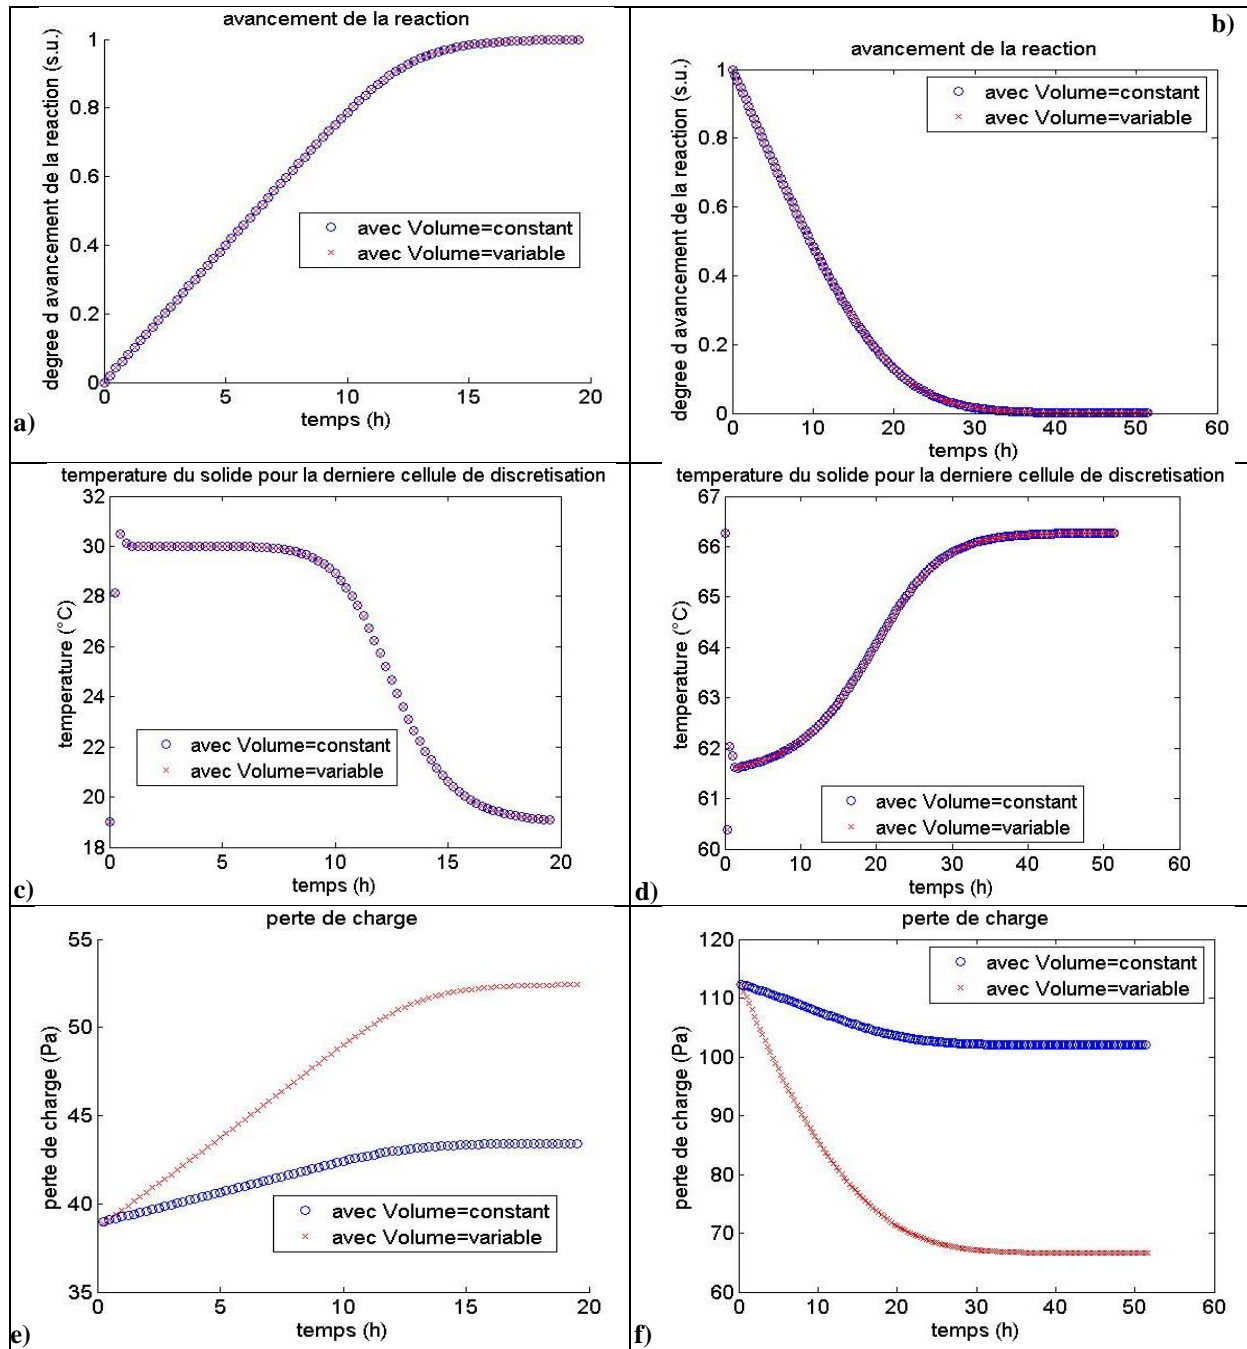 avancement de la reaction
degree d avancement de la reaction (s.u.)
1
0.8
0.6
0.4
0.2
0
avec Volume=constant
avec Volume=variable
0 5 10 15 20
temps (h)
a)
b)
avancement de la reaction
degree d avancement de la reaction (s.u.)
1
0.8
0.6
0.4
0.2
0
avec Volume=constant
avec Volume=variable
0 10 20 30 40 50 60
temps (h)
temperature du solide pour la derniere cellule de discretisation
temperature (°C)
32
30
28
26
24
22
20
18
avec Volume=constant
avec Volume=variable
0 5 10 15 20
temps (h)
c)
temperature du solide pour la derniere cellule de discretisation
temperature (°C)
67
66
65
64
63
62
61
60
avec Volume=constant
avec Volume=variable
0 10 20 30 40 50 60
temps (h)
d)
perte de charge
perte de charge (Pa)
55
50
45
40
35
avec Volume=constant
avec Volume=variable
0 5 10 15 20
temps (h)
e)
perte de charge
perte de charge (Pa)
120
110
100
90
80
70
60
avec Volume=constant
avec Volume=variable
0 10 20 30 40 50 60
temps (h)
f)